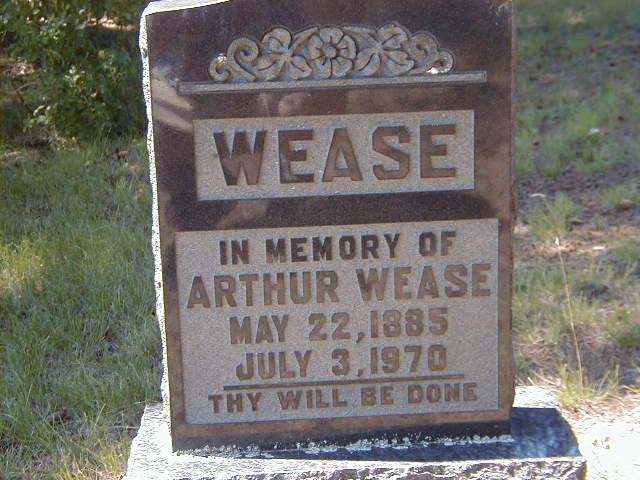 WEASE
IN MEMORY OF
ARTHUR WEASE
MAY 22, 1885
JULY 3, 1970
THY WILL BE DONE